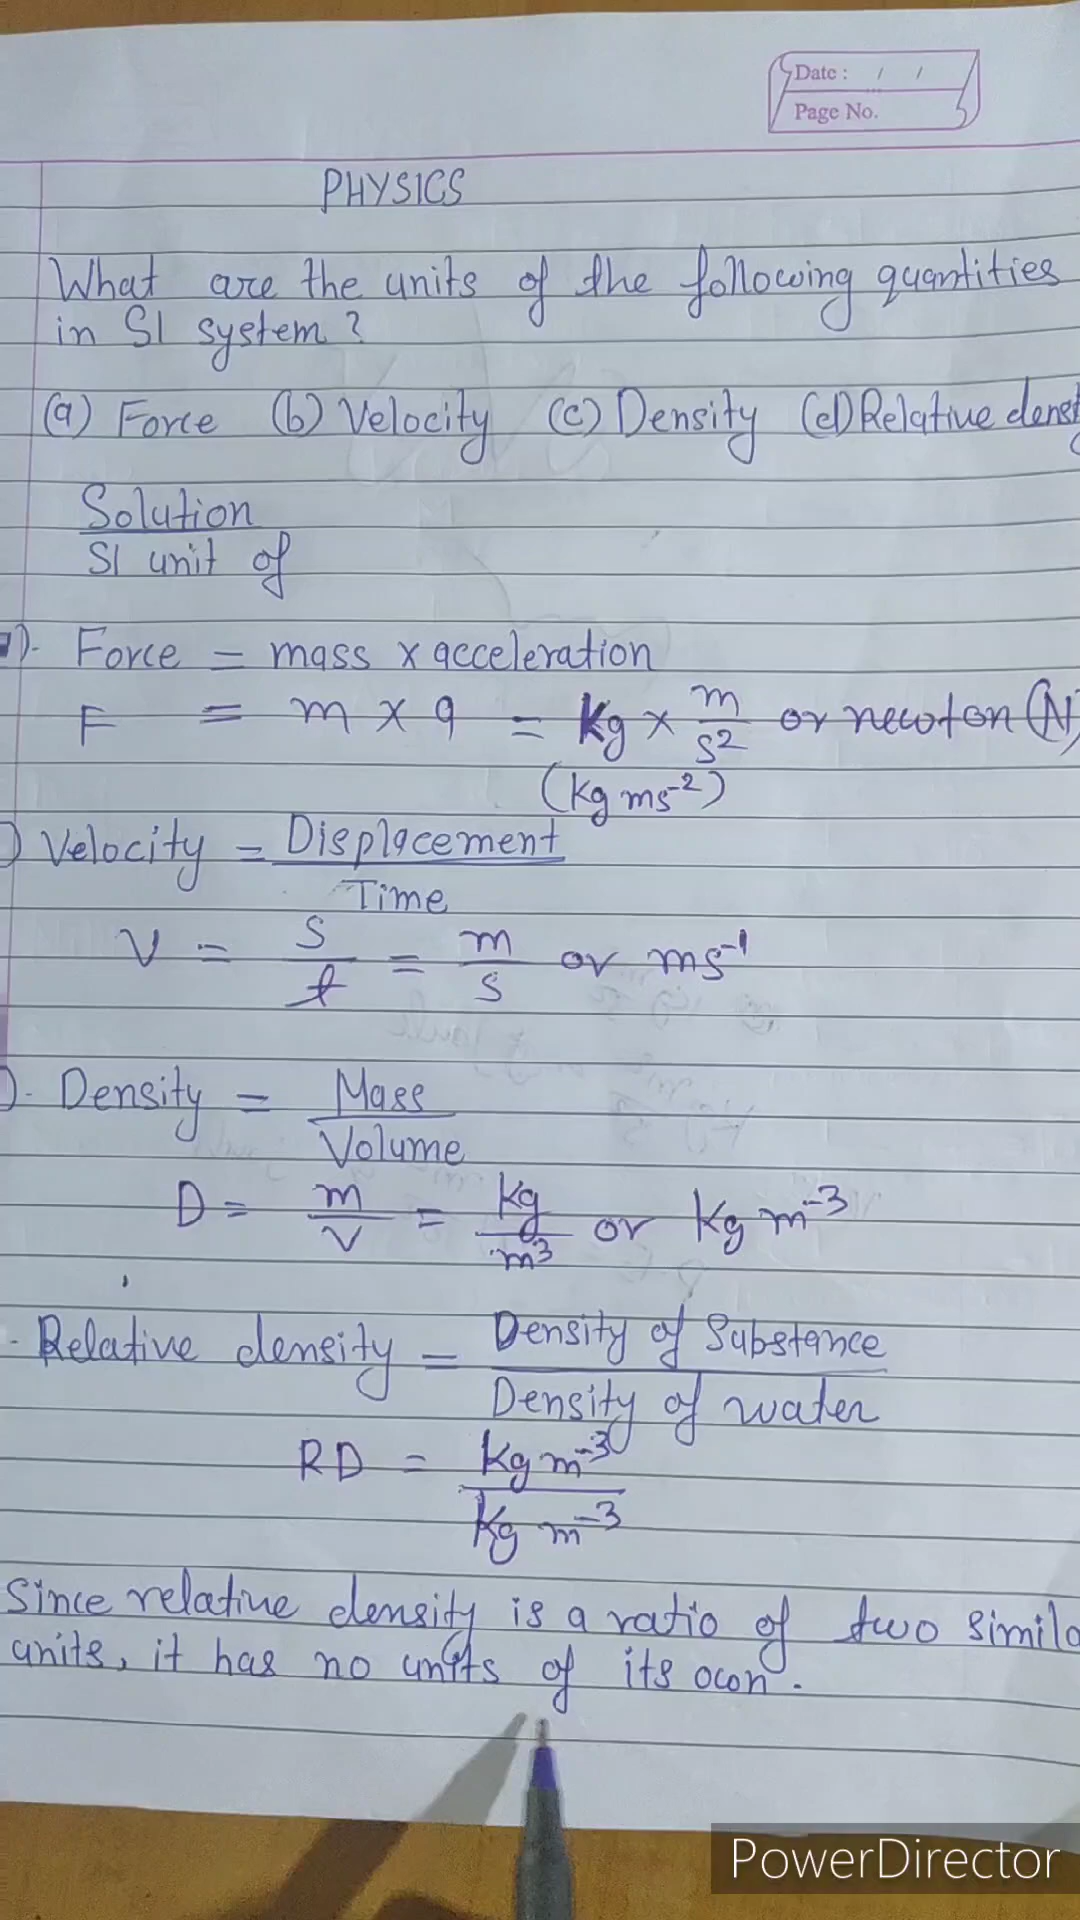 Date : / /
Page No.
PHYSICS
What are the units of the following quantities
in SI system?
(a) Force (b) Velocity (c) Density (d) Relative dens
Solution
SI unit of
). Force = mass x acceleration
F = m x a = kg x m/s² or newton (N)
(kg ms⁻²)
) Velocity = Displacement
Time
V = s/t = m/s or ms⁻¹
). Density = Mass
Volume
D = m/V = kg/m³ or kg m⁻³
. Relative density = Density of Substance
Density of water
RD = kg m⁻³
kg m⁻³
Since relative density is a ratio of two simila
units, it has no units of its own.
PowerDirector